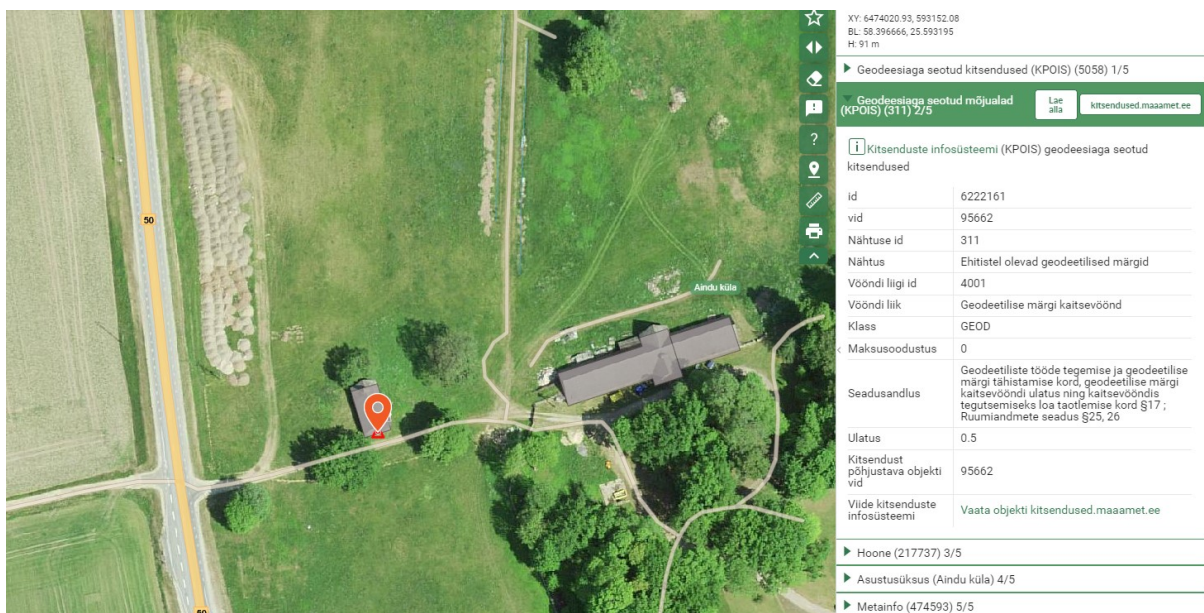 XY: 6474020.93, 593152.08
BL: 58.396666, 25.593195
H: 91 m
Geodeesiaga seotud kitsendused (KPOIS) (5058) 1/5
Geodeesiaga seotud mõjualad
(KPOIS) (311) 2/5
Lae
alla
kitsendused.maaamet.ee
i Kitsenduste infosüsteemi (KPOIS) geodeesiaga seotud
kitsendused
id 6222161
vid 95662
Nähtuse id 311
Nähtus Ehitistel olevad geodeetilised märgid
Vööndi liigi id 4001
Vööndi liik Geodeetilise märgi kaitsevöönd
Klass GEOD
Maksusoodustus 0
Seadusandlus
Geodeetiliste tööde tegemise ja geodeetilise
märgi tähistamise kord, geodeetilise märgi
kaitsevööndi ulatus ning kaitsevööndis
tegutsemiseks loa taotlemise kord §17 ;
Ruumiandmete seadus §25, 26
Ulatus 0.5
Kitsendust
põhjustava objekti
vid
95662
Viide kitsenduste
infosüsteemi
Vaata objekti kitsendused.maaamet.ee
Hoone (217737) 3/5
Asustusüksus (Aindu küla) 4/5
Metainfo (474593) 5/5
50
Aindu küla
50
?